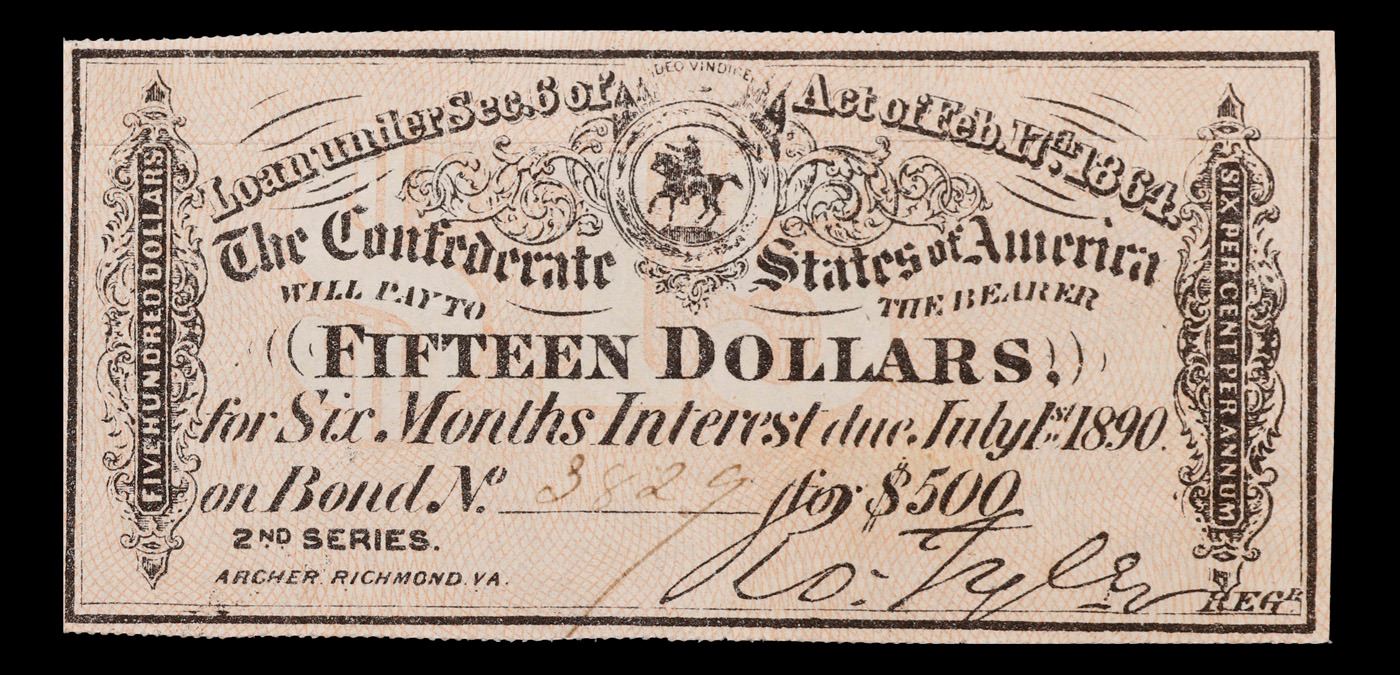 DEO VINDICE
Loan under Sec. 6 of Act of Feb. 17th 1864.
The Confederate States of America
WILL PAY TO THE BEARER
FIFTEEN DOLLARS,
for Six Months Interest due July 1st 1890.
on Bond No. 3829 for $500
2ND SERIES.
Ro. Tyler REGR
ARCHER, RICHMOND. VA.
FIVE HUNDRED DOLLARS
SIX PER CENT PER ANNUM